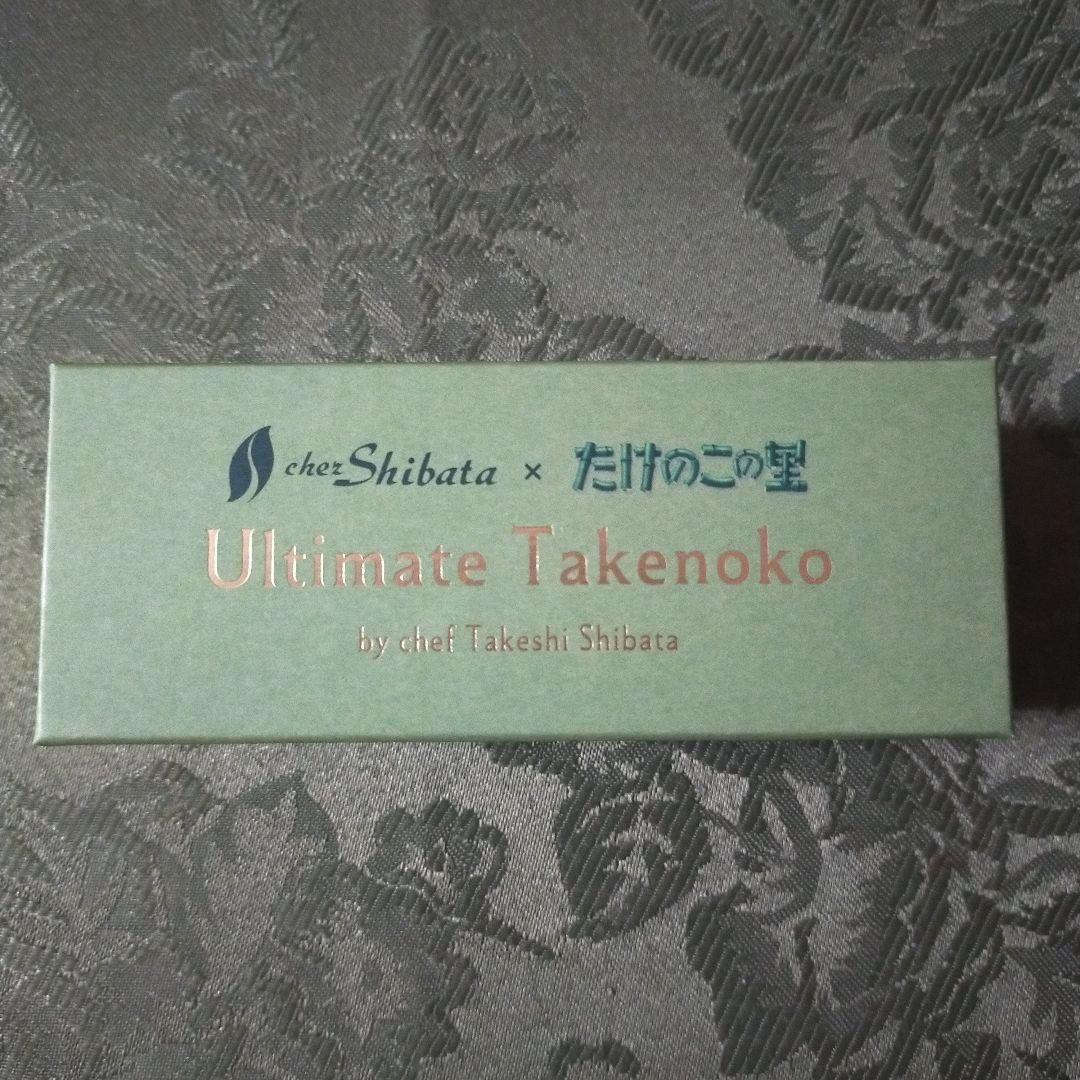 chez Shibata × たけのこの里
Ultimate Takenoko
by chef Takeshi Shibata